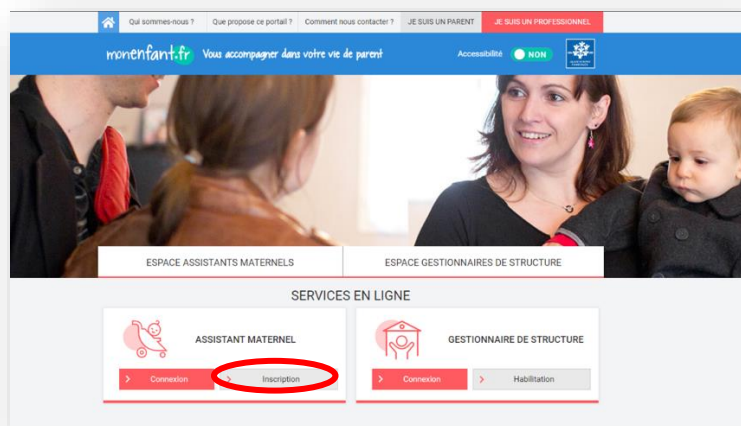 Qui sommes-nous ? Que propose ce portail ? Comment nous contacter ? JE SUIS UN PARENT JE SUIS UN PROFESSIONNEL
monenfant.fr Vous accompagner dans votre vie de parent Accessibilité NON
ESPACE ASSISTANTS MATERNELS ESPACE GESTIONNAIRES DE STRUCTURE
SERVICES EN LIGNE
ASSISTANT MATERNEL GESTIONNAIRE DE STRUCTURE
> Connexion > Inscription > Connexion > Habilitation